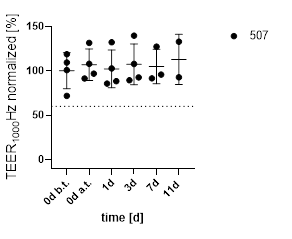 TEER1000Hz normalized [%]
150
100
50
0
0d b.t.
0d a.t.
1d
3d
7d
11d
time [d]
507